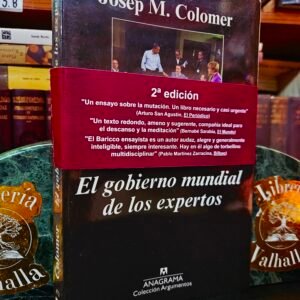 Josep M. Colomer
2ª edición
"Un ensayo sobre la mutación. Un libro necesario y casi urgente"
(Arturo San Agustín, El Periódico)
"Un texto redondo, ameno y sugerente, compañía ideal para
el descanso y la meditación" (Bernabé Sarabia, El Mundo)
"El Baricco ensayista es un autor audaz, alegre y generalmente
inteligible, siempre interesante. Hay en él algo de torbellino
multidisciplinar" (Pablo Martínez Zarracina, Bilbao)
El gobierno mundial
de los expertos
ANAGRAMA
Colección Argumentos
Colomer
Librería
Valhalla